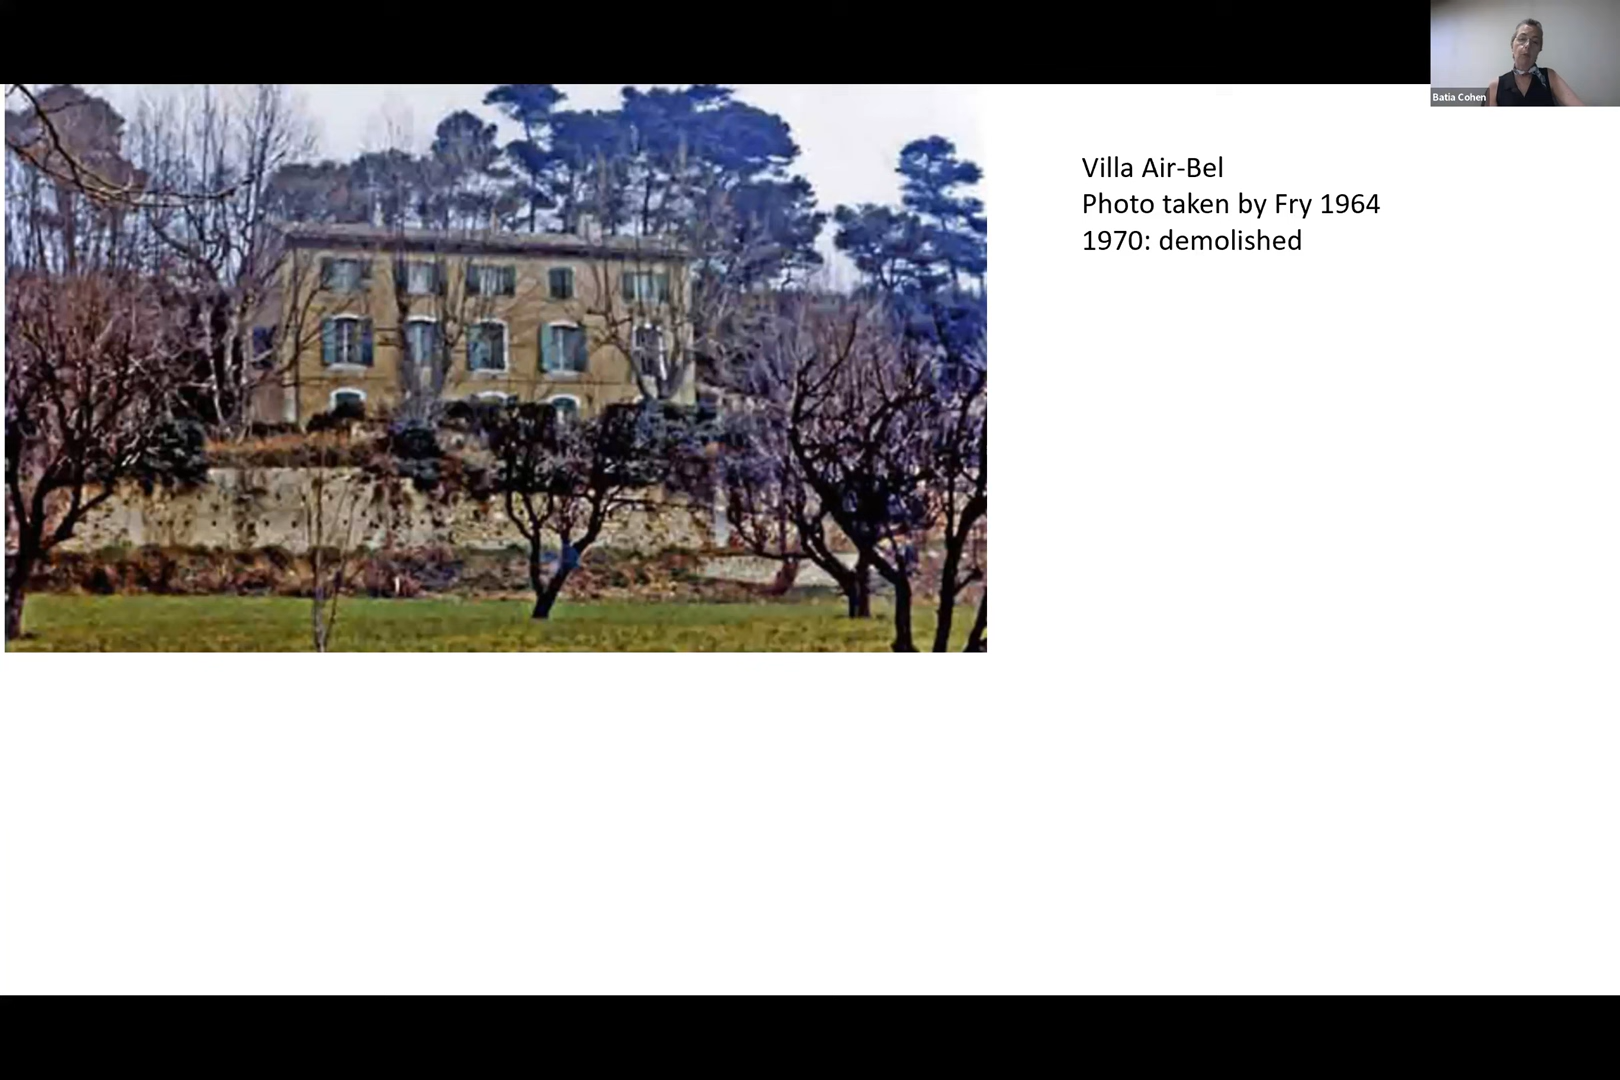 Villa Air-Bel
Photo taken by Fry 1964
1970: demolished
Batia Cohen